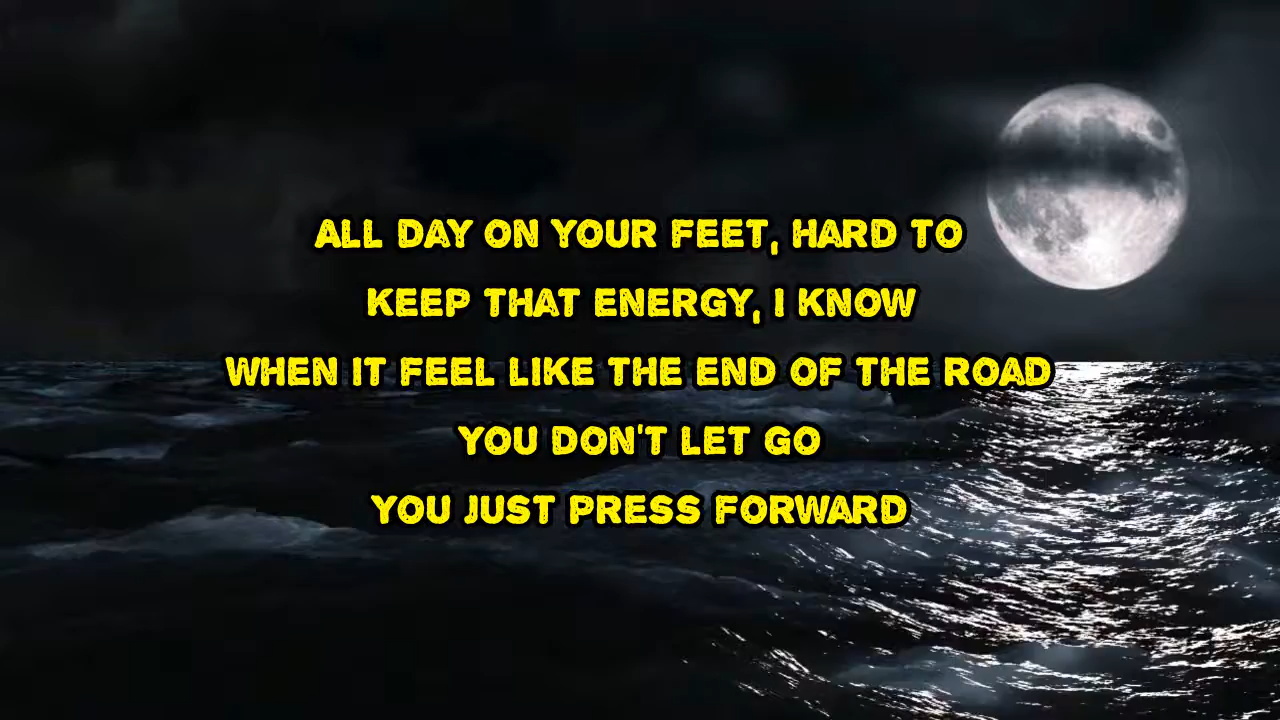 ALL DAY ON YOUR FEET, HARD TO
KEEP THAT ENERGY, I KNOW
WHEN IT FEEL LIKE THE END OF THE ROAD
YOU DON'T LET GO
YOU JUST PRESS FORWARD